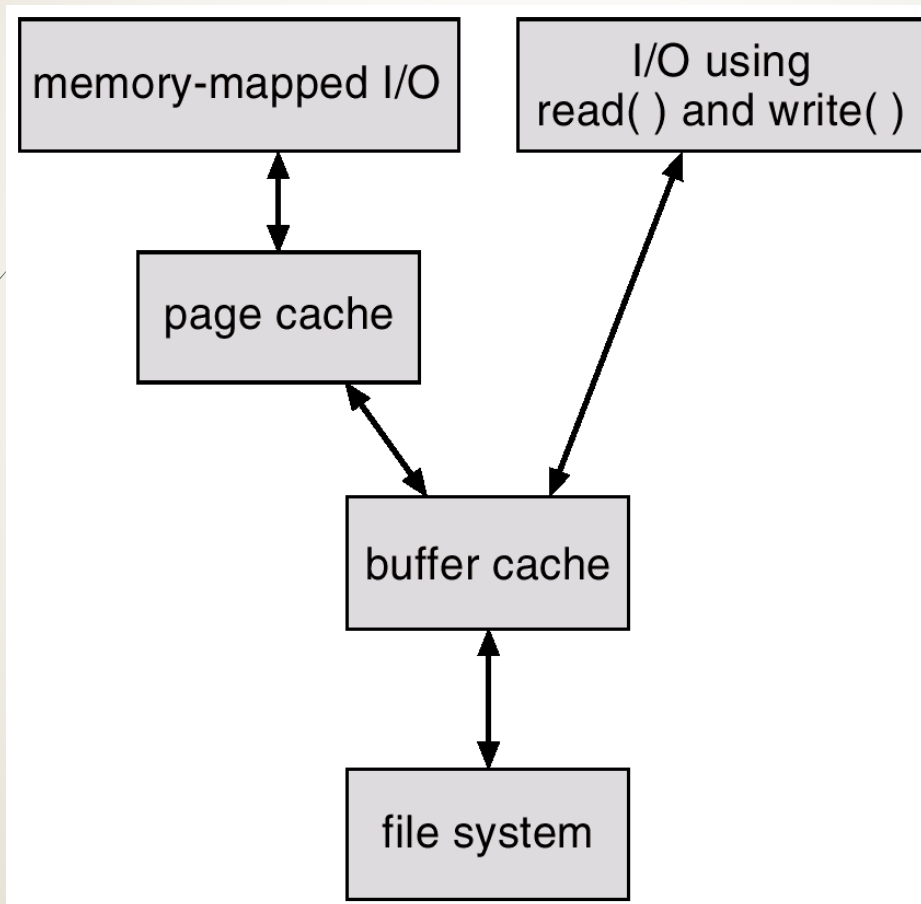 memory-mapped I/O
I/O using
read( ) and write( )
page cache
buffer cache
file system